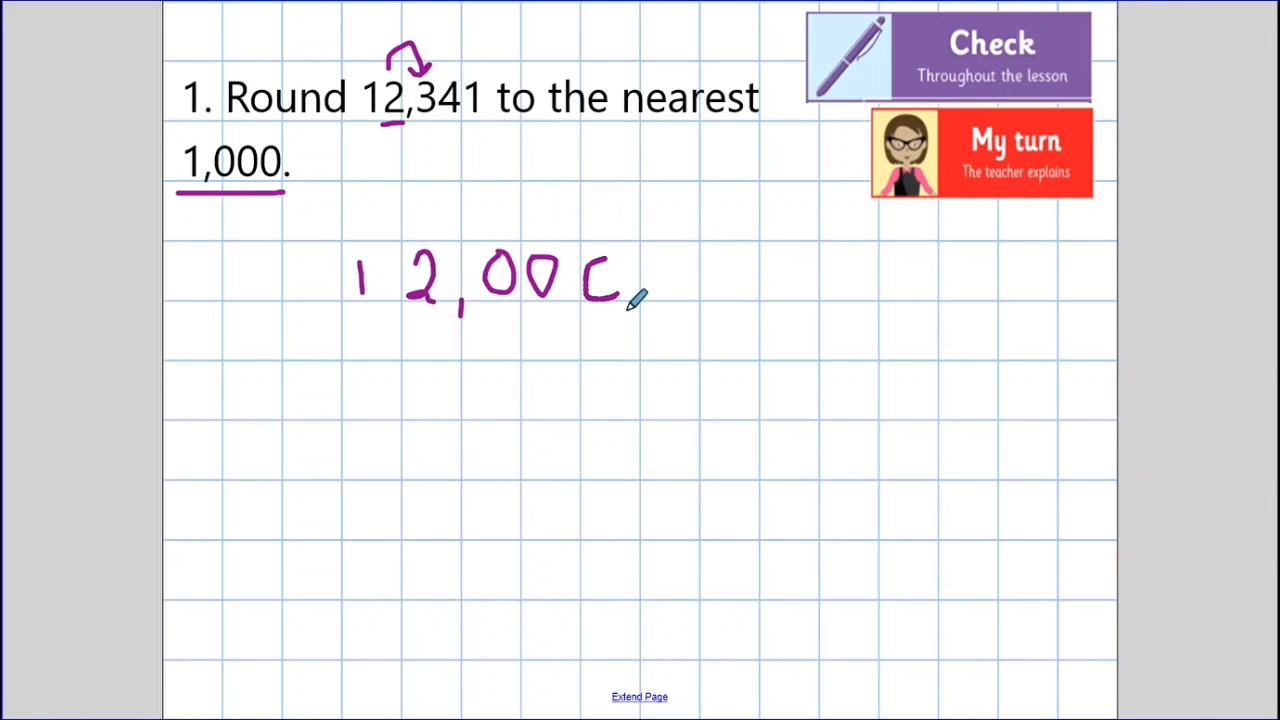 1. Round 12,341 to the nearest
1,000.
Check
Throughout the lesson
My turn
The teacher explains
12,00
Extend Page